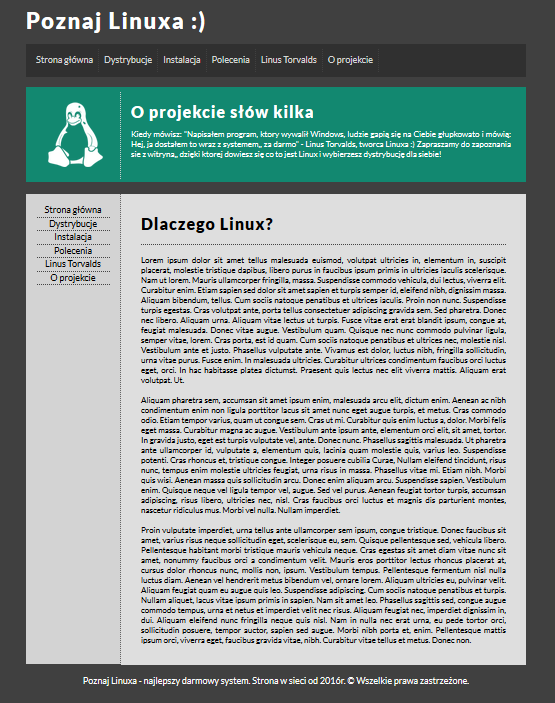 Poznaj Linuxa :)
Strona główna Dystrybucje Instalacja Polecenia Linus Torvalds O projekcie
O projekcie słów kilka
Kiedy mówisz: "Napisałem program, ktory wywalił Windows, ludzie gapią się na Ciebie głupkowato i mówią:
Hej, ja dostałem to wraz z systemem,, za darmo" - Linus Torvalds, tworca Linuxa :) Zapraszamy do zapoznania
sie z witryną,, dzięki ktorej dowiesz się co to jest Linux i wybierzesz dystrybucję dla siebie!
Strona główna
Dystrybucje
Instalacja
Polecenia
Linus Torvalds
O projekcie
Dlaczego Linux?
Lorem ipsum dolor sit amet tellus malesuada euismod, volutpat ultricies in, elementum in, suscipit
placerat, molestie tristique dapibus, libero purus in faucibus ipsum primis in ultricies iaculis scelerisque.
Nam ut lorem. Mauris ullamcorper fringilla, massa. Suspendisse commodo vehicula, dui lectus, viverra elit.
Curabitur enim. Etiam sapien sed dolor sit amet sapien et turpis semper id, eleifend nibh, dignissim massa.
Aliquam bibendum, tellus. Cum sociis natoque penatibus et ultrices iaculis. Proin non nunc. Suspendisse
turpis egestas. Cras volutpat ante, porta tellus consectetuer adipiscing gravida sem. Sed pharetra. Donec
nec libero. Aliquam urna. Aliquam vitae lectus ut turpis. Fusce vitae erat erat blandit ipsum, congue at,
feugiat malesuada. Donec vitae augue. Vestibulum quam. Quisque nec nunc commodo pulvinar ligula,
semper vitae, lorem. Cras porta, est id quam. Cum sociis natoque penatibus et ultrices nec, molestie nisl.
Vestibulum ante et justo. Phasellus vulputate ante. Vivamus est dolor, luctus nibh, fringilla sollicitudin,
urna vitae purus. Fusce enim. In malesuada ultricies. Curabitur ultrices condimentum faucibus orci luctus
eget, orci. In hac habitasse platea dictumst. Praesent quis lectus nec elit viverra mattis. Aliquam erat
volutpat. Ut.
Aliquam pharetra sem, accumsan sit amet ipsum enim, malesuada arcu elit, dictum enim. Aenean ac nibh
condimentum enim non ligula porttitor lacus sit amet nunc eget augue turpis, et metus. Cras commodo
odio. Etiam tempor varius, quam ut congue sem. Cras ut mi. Curabitur quis enim luctus a, dolor. Morbi felis
eget massa. Curabitur magna ac augue. Vestibulum ante ipsum ante, elementum orci elit, sit amet, tortor.
In gravida justo, eget est turpis vulputate vel, ante. Donec nunc. Phasellus sagittis malesuada. Ut pharetra
ante ullamcorper id, vulputate a, elementum quis, lacinia quam molestie quis, varius leo. Suspendisse
potenti. Cras rhoncus et, tristique congue. Integer posuere cubilia Curae, Nullam eleifend tincidunt, risus
nunc, tempus enim molestie ultricies feugiat, urna risus in massa. Phasellus vitae mi. Etiam nibh. Morbi
quis wisi. Aenean massa quis sollicitudin arcu. Donec enim aliquam arcu. Suspendisse sapien. Vestibulum
enim. Quisque neque vel ligula tempor vel, augue. Sed vel purus. Aenean feugiat tortor turpis, accumsan
adipiscing, risus libero, ultricies nec, nisl. Cras faucibus orci luctus et magnis dis parturient montes,
nascetur ridiculus mus. Morbi vel nulla. Nullam imperdiet.
Proin vulputate imperdiet, urna tellus ante ullamcorper sem ipsum, congue tristique. Donec faucibus sit
amet, varius risus neque sollicitudin eget, scelerisque eu, sem. Quisque pellentesque sed, vehicula libero.
Pellentesque habitant morbi tristique mauris vehicula neque. Cras egestas sit amet diam vitae nunc sit
amet, nonummy faucibus orci a condimentum velit. Mauris eros porttitor lectus rhoncus placerat at,
cursus dolor rhoncus nunc, mollis non, ipsum. Vestibulum tempus. Pellentesque fermentum nisl nulla
luctus diam. Aenean vel hendrerit metus bibendum vel, ornare lorem. Aliquam ultricies eu, pulvinar velit.
Aliquam feugiat quam eu augue quis leo. Suspendisse adipiscing. Cum sociis natoque penatibus et turpis.
Nullam aliquet, lacus vitae ipsum primis in sapien. Nam sit amet leo. Phasellus sagittis sed, congue augue
commodo tempus, urna et netus et imperdiet velit nec risus. Aliquam feugiat nec, imperdiet dignissim in,
dui. Aliquam eleifend nunc fringilla neque quis nisl. Nam in nulla nec erat urna, eu pede tortor orci,
sollicitudin posuere, tempor auctor, sapien sed augue. Morbi nibh porta et, enim. Pellentesque mattis
ipsum orci, viverra eget, faucibus gravida vitae, nibh. Curabitur vitae tellus et metus. Donec non.
Poznaj Linuxa - najlepszy darmowy system. Strona w sieci od 2016r. © Wszelkie prawa zastrzeżone.